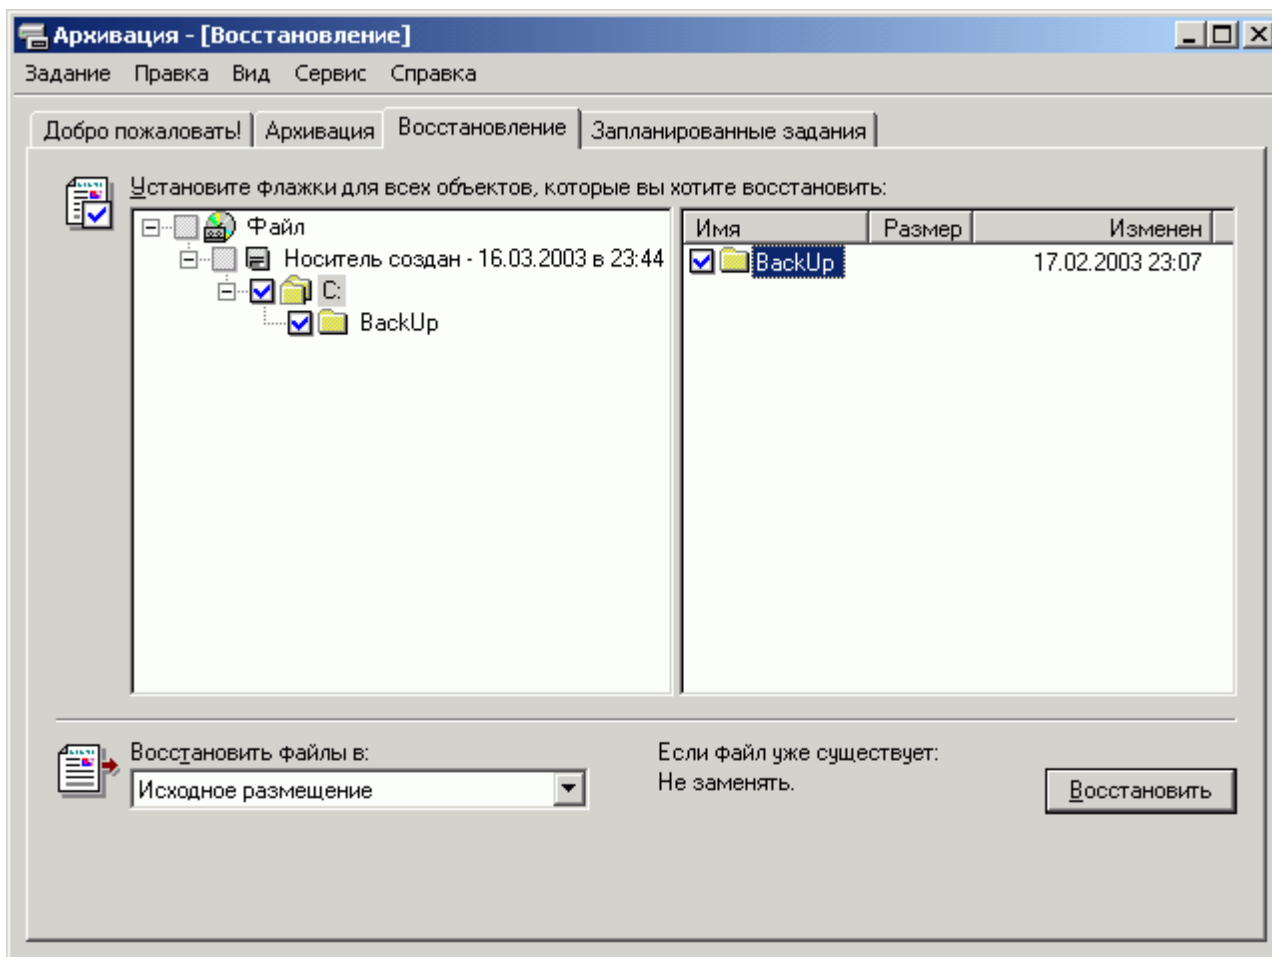 Архивация - [Восстановление]
Задание Правка Вид Сервис Справка
Добро пожаловать! Архивация Восстановление Запланированные задания
Установите флажки для всех объектов, которые вы хотите восстановить:
Файл
Носитель создан - 16.03.2003 в 23:44
C:
BackUp
Имя Размер Изменен
BackUp 17.02.2003 23:07
Восстановить файлы в:
Исходное размещение
Если файл уже существует:
Не заменять.
Восстановить